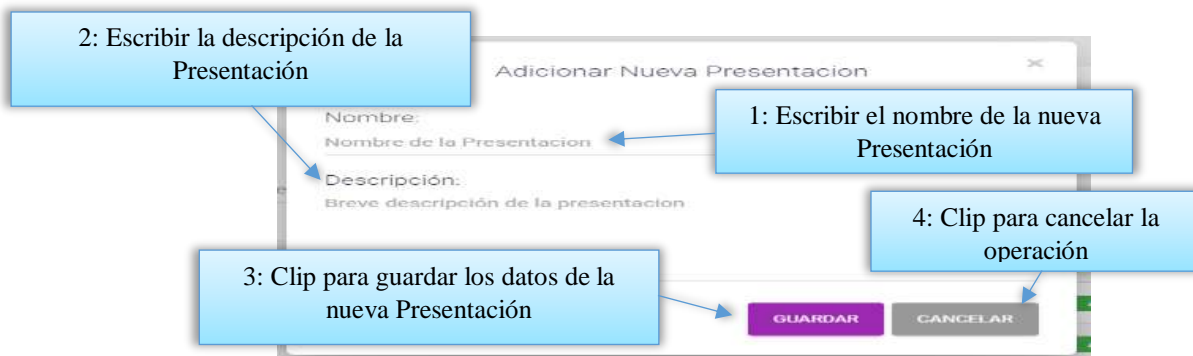 2: Escribir la descripción de la
Presentación
Adicionar Nueva Presentacion
×
Nombre:
Nombre de la Presentacion
1: Escribir el nombre de la nueva
Presentación
Descripción:
Breve descripción de la presentacion
4: Clip para cancelar la
operación
3: Clip para guardar los datos de la
nueva Presentación
GUARDAR
CANCELAR